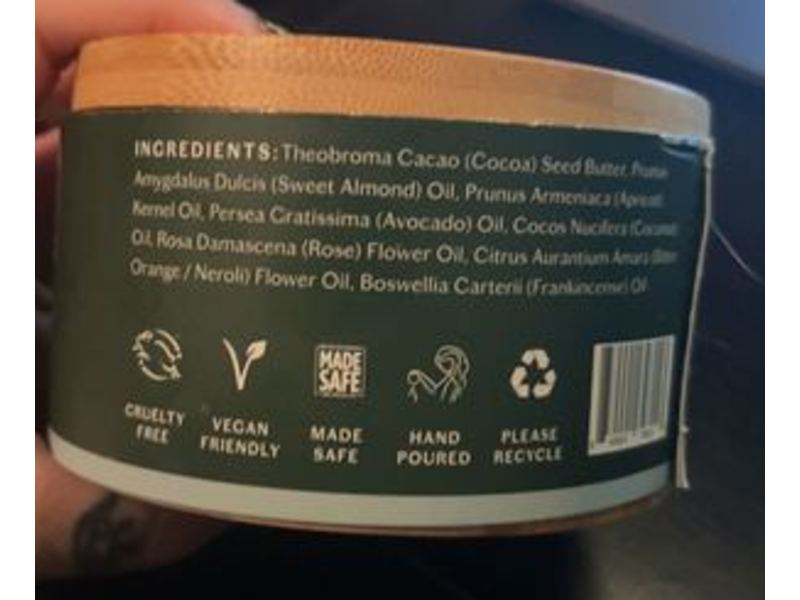 INGREDIENTS: Theobroma Cacao (Cocoa) Seed Butter, Prunus
Amygdalus Dulcis (Sweet Almond) Oil, Prunus Armeniaca (Apricot)
Kernel Oil, Persea Gratissima (Avocado) Oil, Cocos Nucifera (Coconut)
Oil, Rosa Damascena (Rose) Flower Oil, Citrus Aurantium Amara (Bitter
Orange / Neroli) Flower Oil, Boswellia Carterii (Frankincense) Oil
MADE
SAFE
CRUELTY
FREE
VEGAN
FRIENDLY
MADE
SAFE
HAND
POURED
PLEASE
RECYCLE